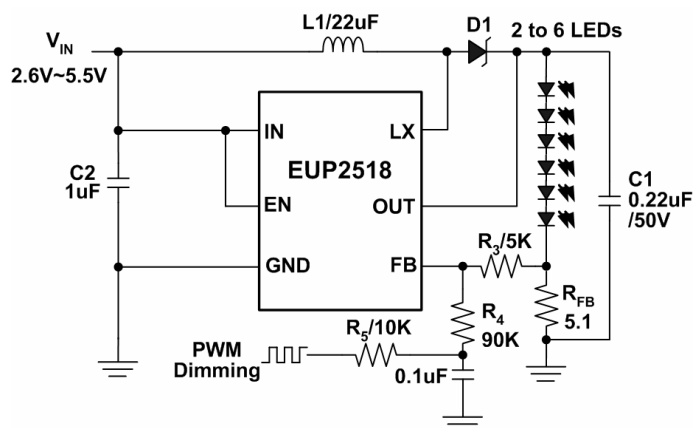 L1/22uF
D1
2 to 6 LEDs
VIN
2.6V~5.5V
IN
LX
EUP2518
C2
1uF
C1
0.22uF
/50V
EN
OUT
R3/5K
GND
FB
RFB
5.1
R4
90K
R5/10K
PWM
Dimming
0.1uF